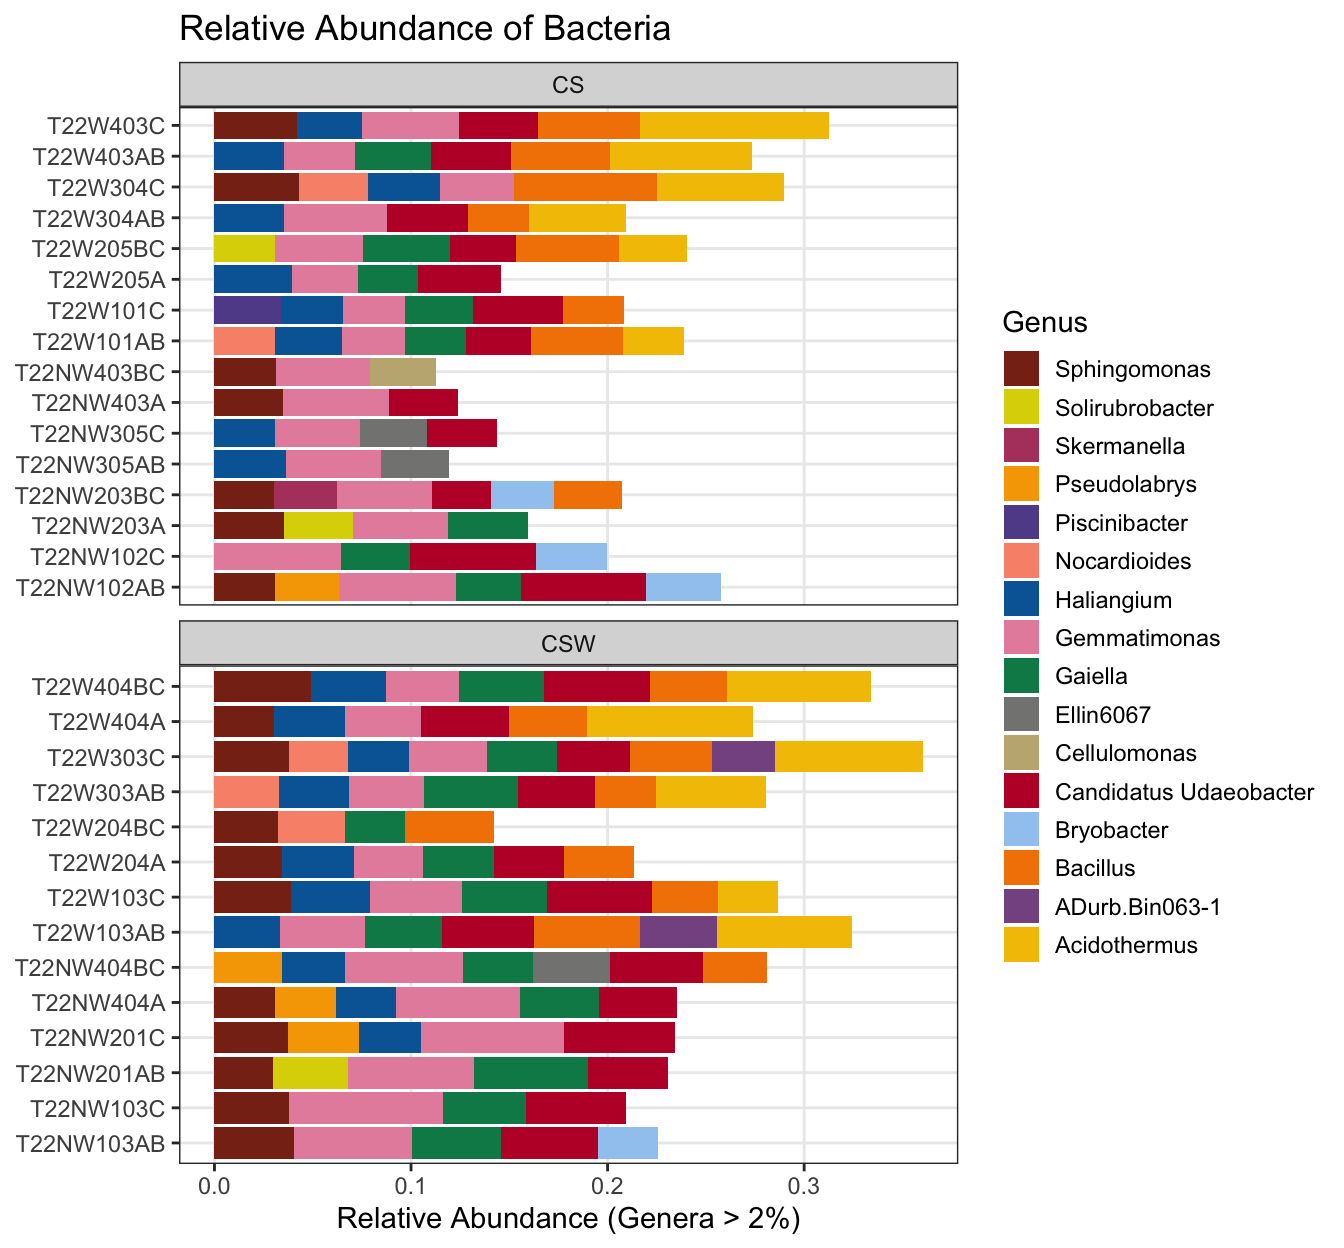 Relative Abundance of Bacteria
CS
T22W403C
T22W403AB
T22W304C
T22W304AB
T22W205BC
T22W205A
T22W101C
T22W101AB
T22NW403BC
T22NW403A
T22NW305C
T22NW305AB
T22NW203BC
T22NW203A
T22NW102C
T22NW102AB
CSW
T22W404BC
T22W404A
T22W303C
T22W303AB
T22W204BC
T22W204A
T22W103C
T22W103AB
T22NW404BC
T22NW404A
T22NW201C
T22NW201AB
T22NW103C
T22NW103AB
0.0 0.1 0.2 0.3
Relative Abundance (Genera > 2%)
Genus
Sphingomonas
Solirubrobacter
Skermanella
Pseudolabrys
Piscinibacter
Nocardioides
Haliangium
Gemmatimonas
Gaiella
Ellin6067
Cellulomonas
Candidatus Udaeobacter
Bryobacter
Bacillus
ADurb.Bin063-1
Acidothermus